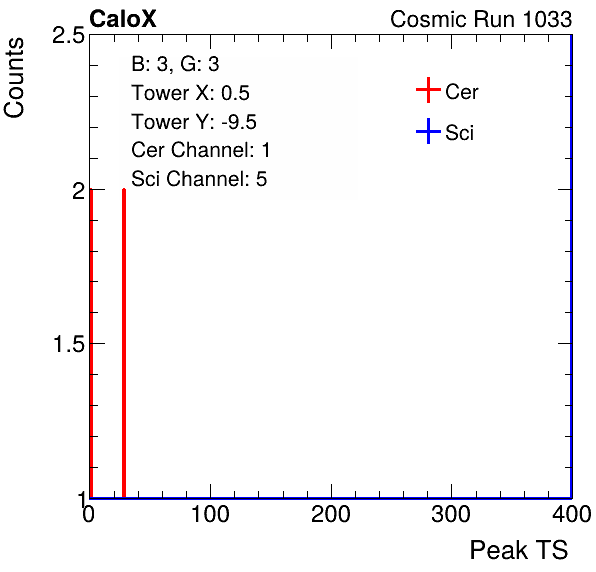 CaloX
Cosmic Run 1033
Counts
2.5
2
1.5
1
B: 3, G: 3
Tower X: 0.5
Tower Y: -9.5
Cer Channel: 1
Sci Channel: 5
Cer
Sci
0 100 200 300 400
Peak TS